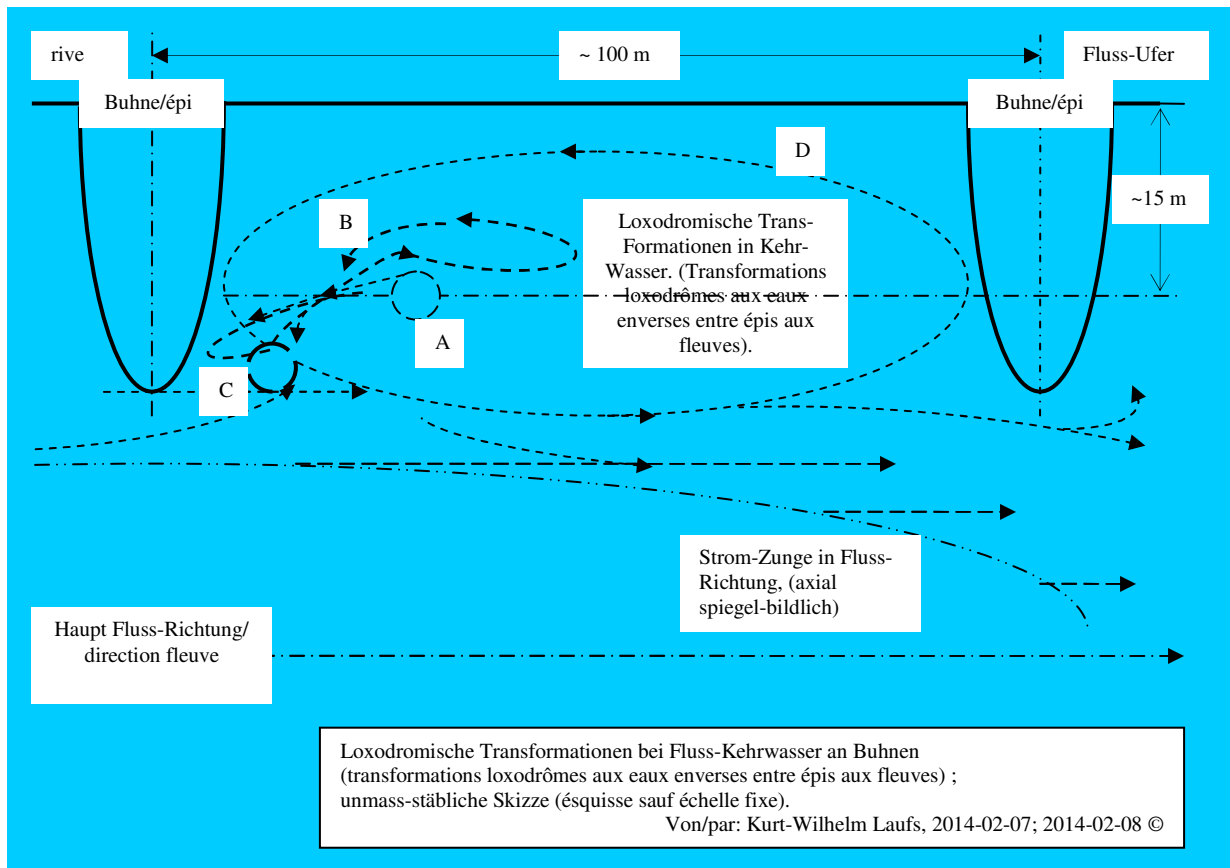 rive
~ 100 m
Fluss-Ufer
Buhne/épi
Buhne/épi
D
~15 m
B
Loxodromische Trans-
Formationen in Kehr-
Wasser. (Transformations
loxodrômes aux eaux
enverses entre épis aux
fleuves).
A
C
Strom-Zunge in Fluss-
Richtung, (axial
spiegel-bildlich)
Haupt Fluss-Richtung/
direction fleuve
Loxodromische Transformationen bei Fluss-Kehrwasser an Buhnen
(transformations loxodrômes aux eaux enverses entre épis aux fleuves) ;
unmass-stäbliche Skizze (ésquisse sauf échelle fixe).
Von/par: Kurt-Wilhelm Laufs, 2014-02-07; 2014-02-08 ©